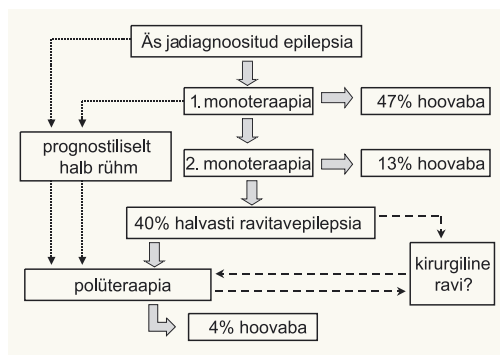 Äs jadiagnoositud epilepsia
1. monoteraapia
47% hoovaba
prognostiliselt
halb rühm
2. monoteraapia
13% hoovaba
40% halvasti ravitavepilepsia
kirurgiline
ravi?
polüteraapia
4% hoovaba